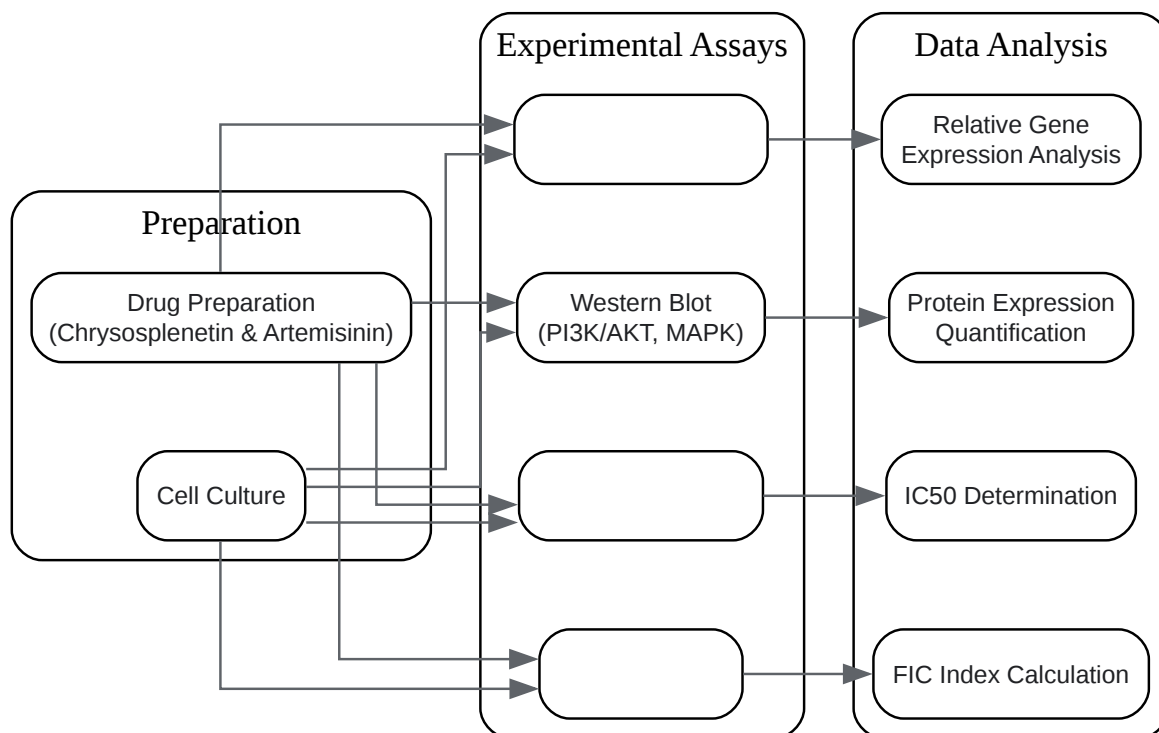 Experimental Assays
Data Analysis
Relative Gene
Expression Analysis
Preparation
Drug Preparation
(Chrysosplenetin & Artemisinin)
Western Blot
(PI3K/AKT, MAPK)
Protein Expression
Quantification
Cell Culture
IC50 Determination
FIC Index Calculation